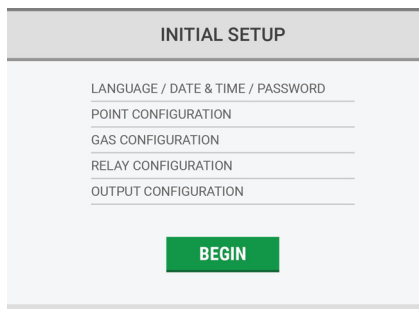 INITIAL SETUP
LANGUAGE / DATE & TIME / PASSWORD
POINT CONFIGURATION
GAS CONFIGURATION
RELAY CONFIGURATION
OUTPUT CONFIGURATION
BEGIN